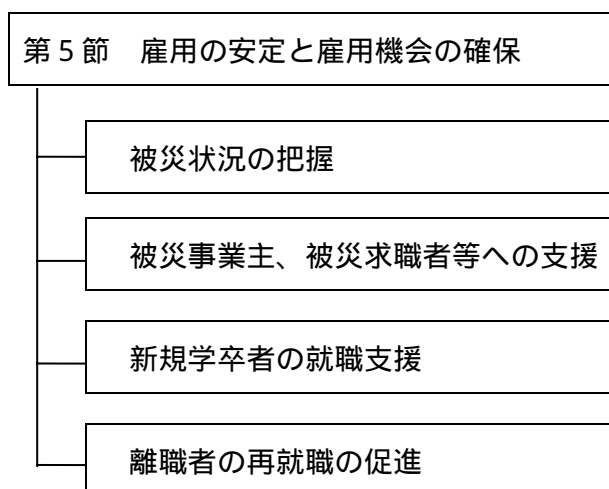 第5節　雇用の安定と雇用機会の確保
被災状況の把握
被災事業主、被災求職者等への支援
新規学卒者の就職支援
離職者の再就職の促進